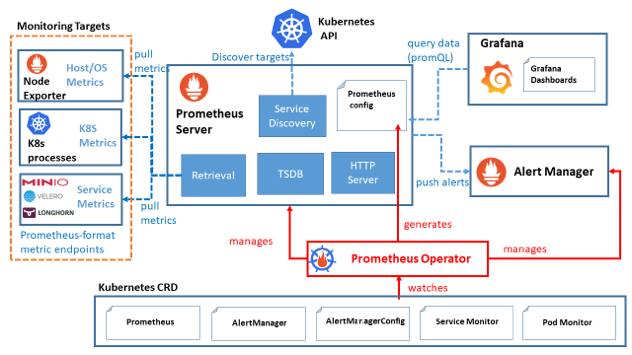 Monitoring Targets
Node
Exporter
Host/OS
Metrics
K8s
processes
K8S
Metrics
MINIO
VELERO
LONGHORN
Service
Metrics
Prometheus-format
metric endpoints
pull
metrics
pull
metrics
Kubernetes
API
Discover targets
Prometheus
Server
Service
Discovery
Prometheus
config
Retrieval
TSDB
HTTP
Server
query data
(promQL)
Grafana
Grafana
Dashboards
push alerts
Alert Manager
manages
generates
manages
Prometheus Operator
watches
Kubernetes CRD
Prometheus
AlertManager
AlertManagerConfig
Service Monitor
Pod Monitor